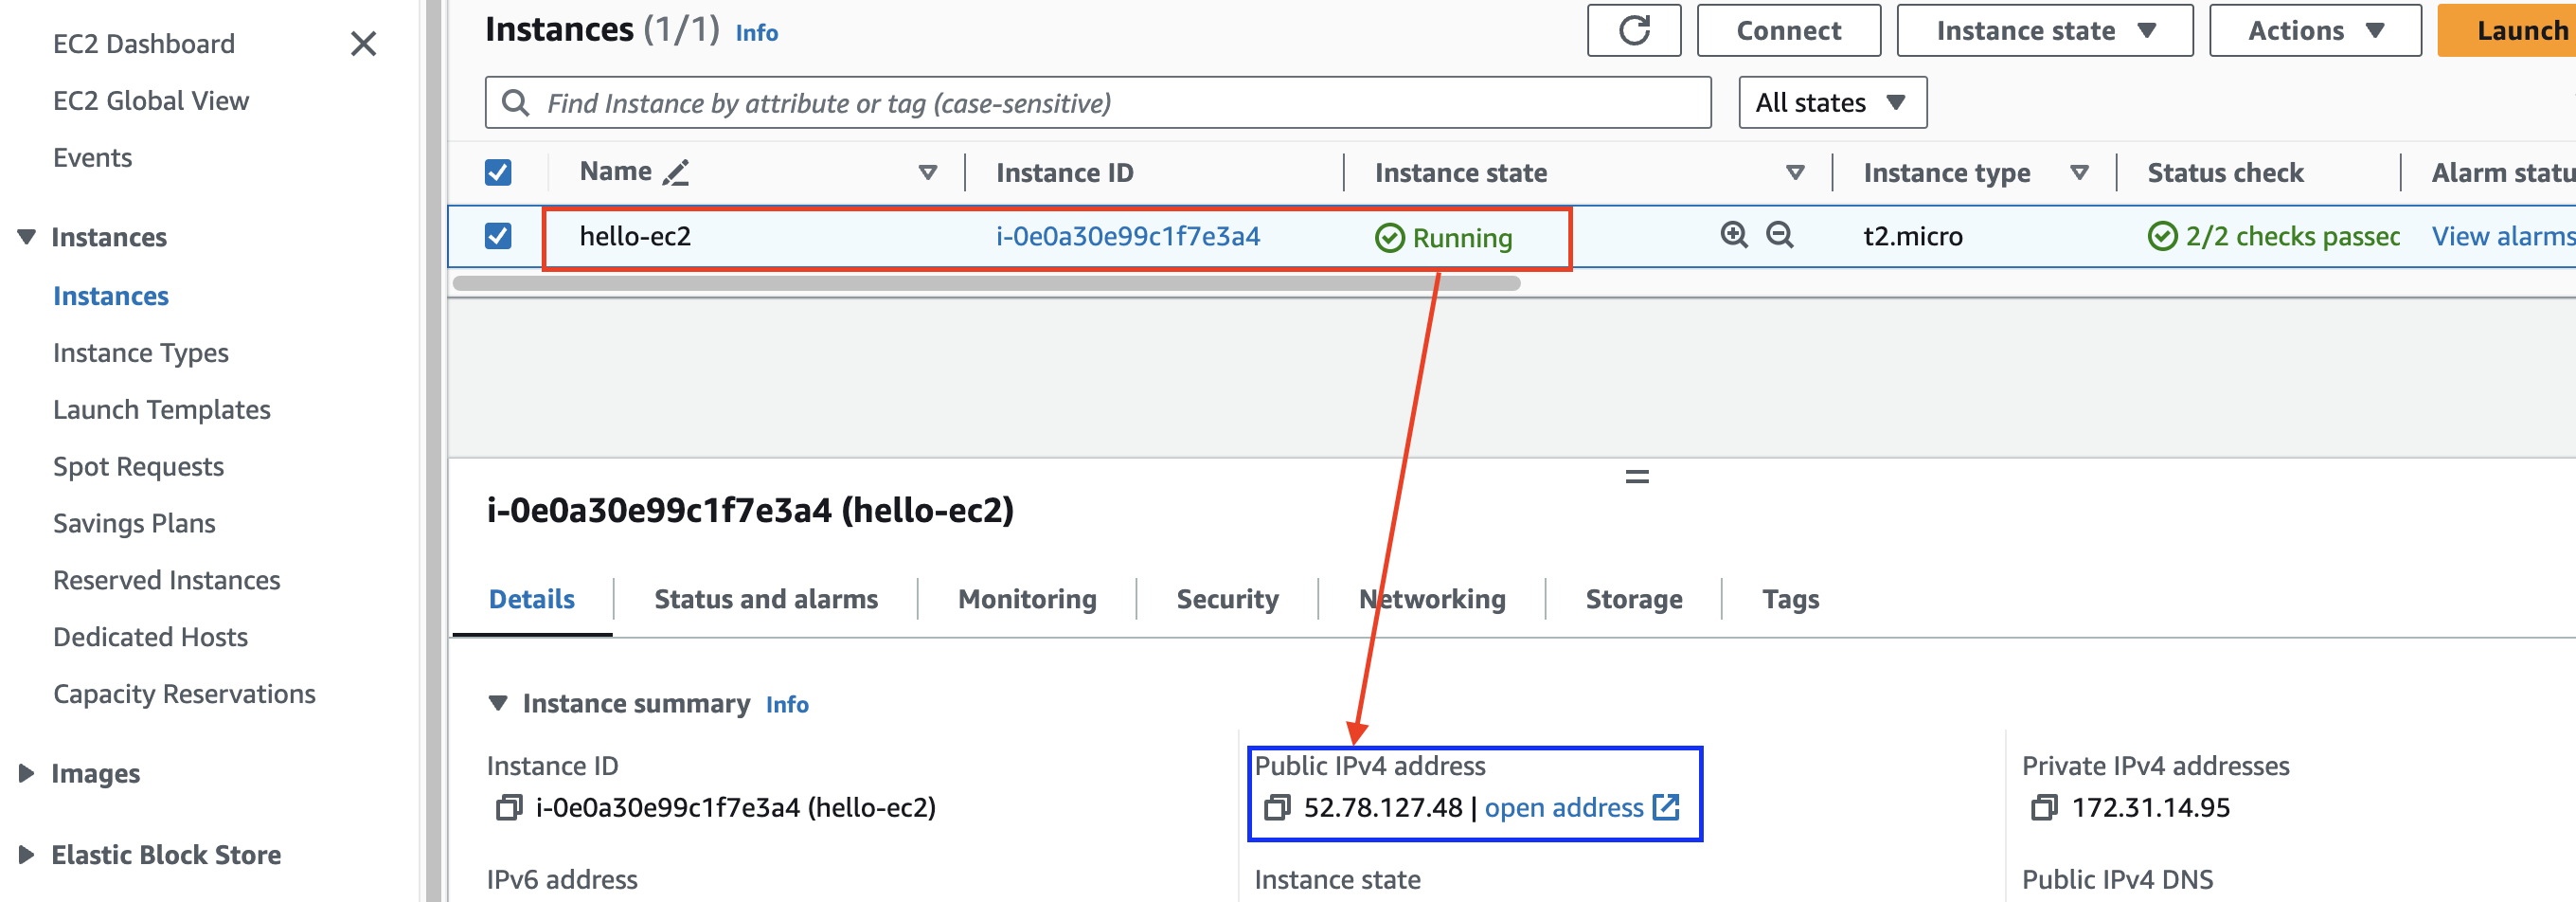 EC2 Dashboard
EC2 Global View
Events
Instances
Instances
Instance Types
Launch Templates
Spot Requests
Savings Plans
Reserved Instances
Dedicated Hosts
Capacity Reservations
Images
Elastic Block Store
Instances (1/1) Info
Connect
Instance state
Actions
Launch
Find Instance by attribute or tag (case-sensitive)
All states
Name Instance ID Instance state Instance type Status check Alarm statu
hello-ec2 i-0e0a30e99c1f7e3a4 Running t2.micro 2/2 checks passec View alarms
i-0e0a30e99c1f7e3a4 (hello-ec2)
Details Status and alarms Monitoring Security Networking Storage Tags
Instance summary Info
Instance ID
i-0e0a30e99c1f7e3a4 (hello-ec2)
Public IPv4 address
52.78.127.48 | open address
Private IPv4 addresses
172.31.14.95
IPv6 address
Instance state
Public IPv4 DNS